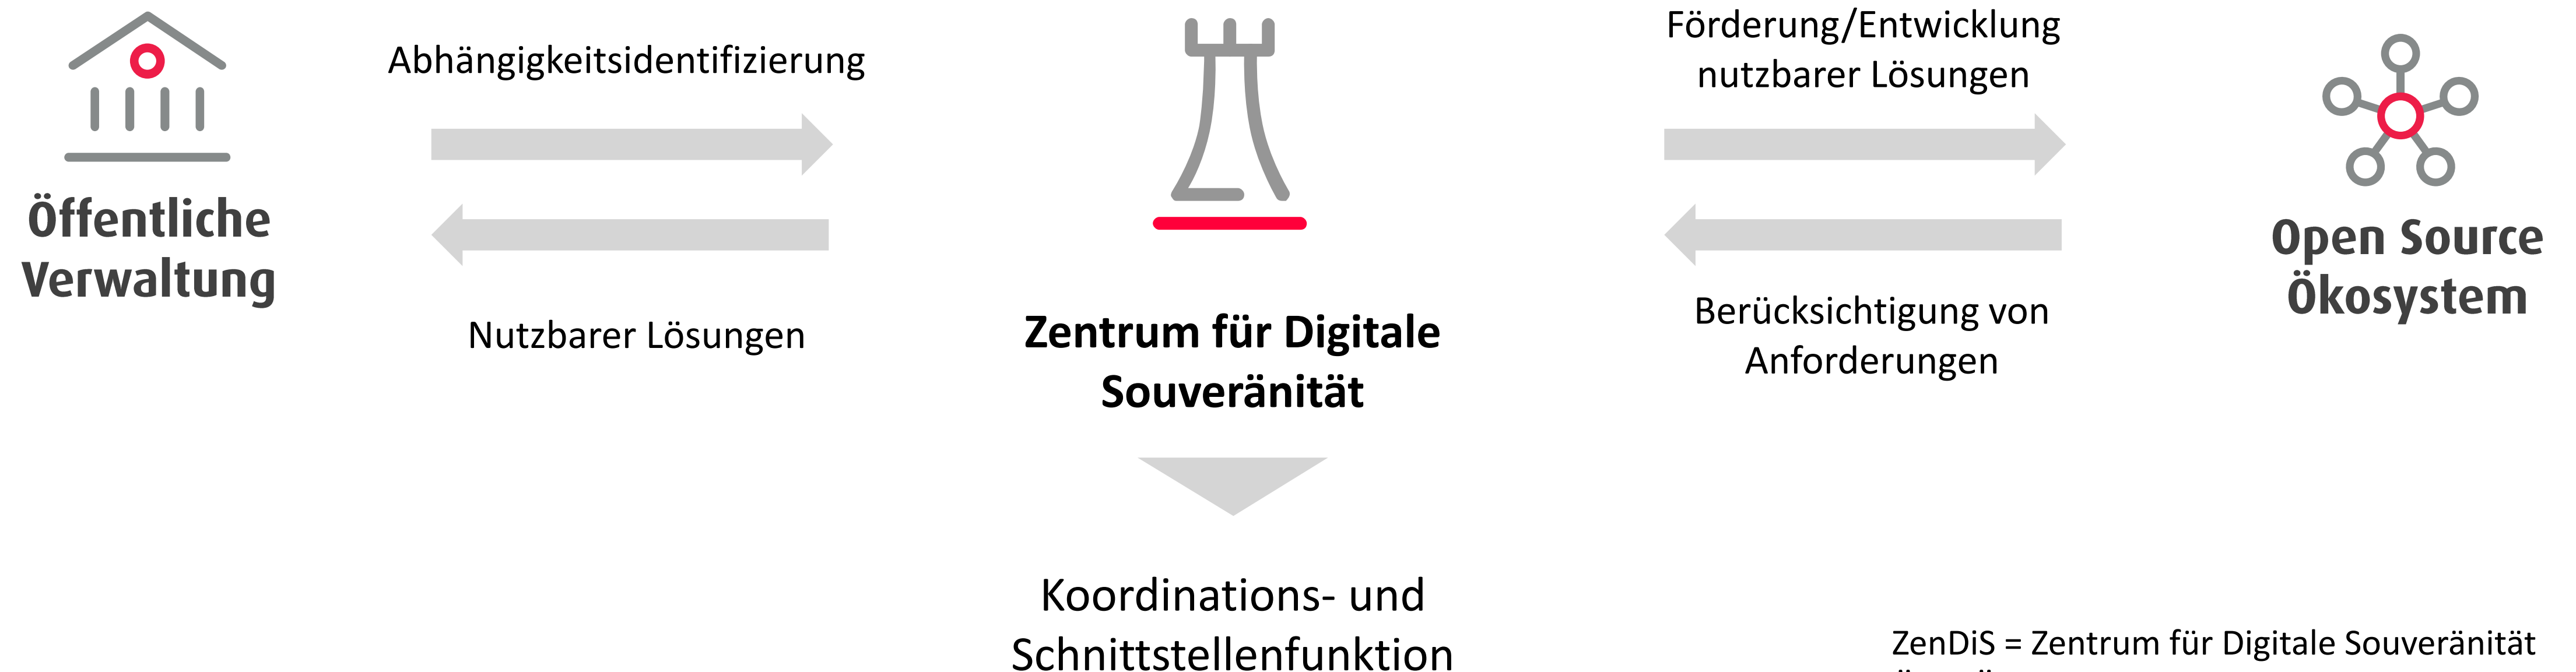 Öffentliche
Verwaltung
Abhängigkeitsidentifizierung
Nutzbarer Lösungen
Zentrum für Digitale
Souveränität
Koordinations- und
Schnittstellenfunktion
Förderung/Entwicklung
nutzbarer Lösungen
Berücksichtigung von
Anforderungen
Open Source
Ökosystem
ZenDiS = Zentrum für Digitale Souveränität